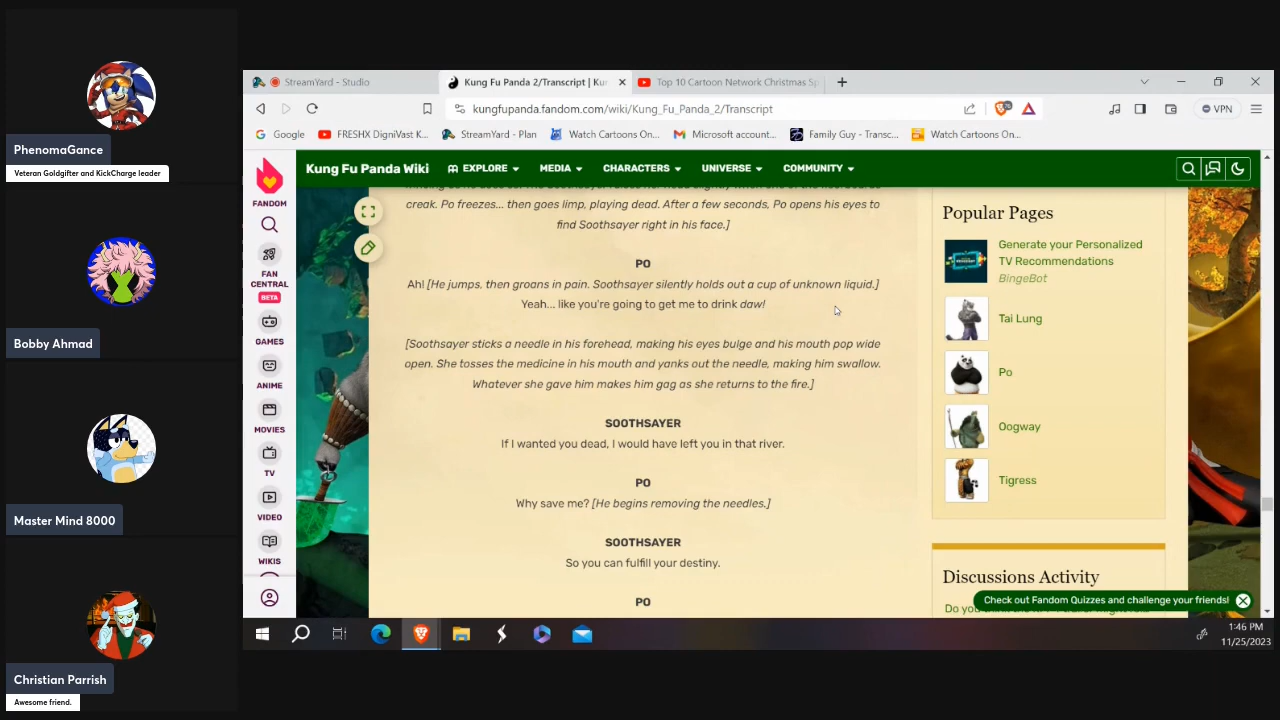 PhenomaGance
Veteran Goldgifter and KickCharge leader
Bobby Ahmad
Master Mind 8000
Christian Parrish
Awesome friend.
StreamYard - Studio
Kung Fu Panda 2/Transcript | Ku
Top 10 Cartoon Network Christmas Sp
kungfupanda.fandom.com/wiki/Kung_Fu_Panda_2/Transcript
VPN
Google
FRESHX DigniVast K...
StreamYard - Plan
Watch Cartoons On...
Microsoft account...
Family Guy - Transc...
Watch Cartoons On...
Kung Fu Panda Wiki
EXPLORE
MEDIA
CHARACTERS
UNIVERSE
COMMUNITY
FANDOM
FAN
CENTRAL
BETA
GAMES
ANIME
MOVIES
TV
VIDEO
WIKIS
creak. Po freezes... then goes limp, playing dead. After a few seconds, Po opens his eyes to
find Soothsayer right in his face.]
PO
Ah! [He jumps, then groans in pain. Soothsayer silently holds out a cup of unknown liquid.]
Yeah... like you're going to get me to drink daw!
[Soothsayer sticks a needle in his forehead, making his eyes bulge and his mouth pop wide
open. She tosses the medicine in his mouth and yanks out the needle, making him swallow.
Whatever she gave him makes him gag as she returns to the fire.]
SOOTHSAYER
If I wanted you dead, I would have left you in that river.
PO
Why save me? [He begins removing the needles.]
SOOTHSAYER
So you can fulfill your destiny.
PO
Popular Pages
Generate your Personalized
TV Recommendations
BingeBot
Tai Lung
Po
Oogway
Tigress
Discussions Activity
Check out Fandom Quizzes and challenge your friends!
1:46 PM
11/25/2023